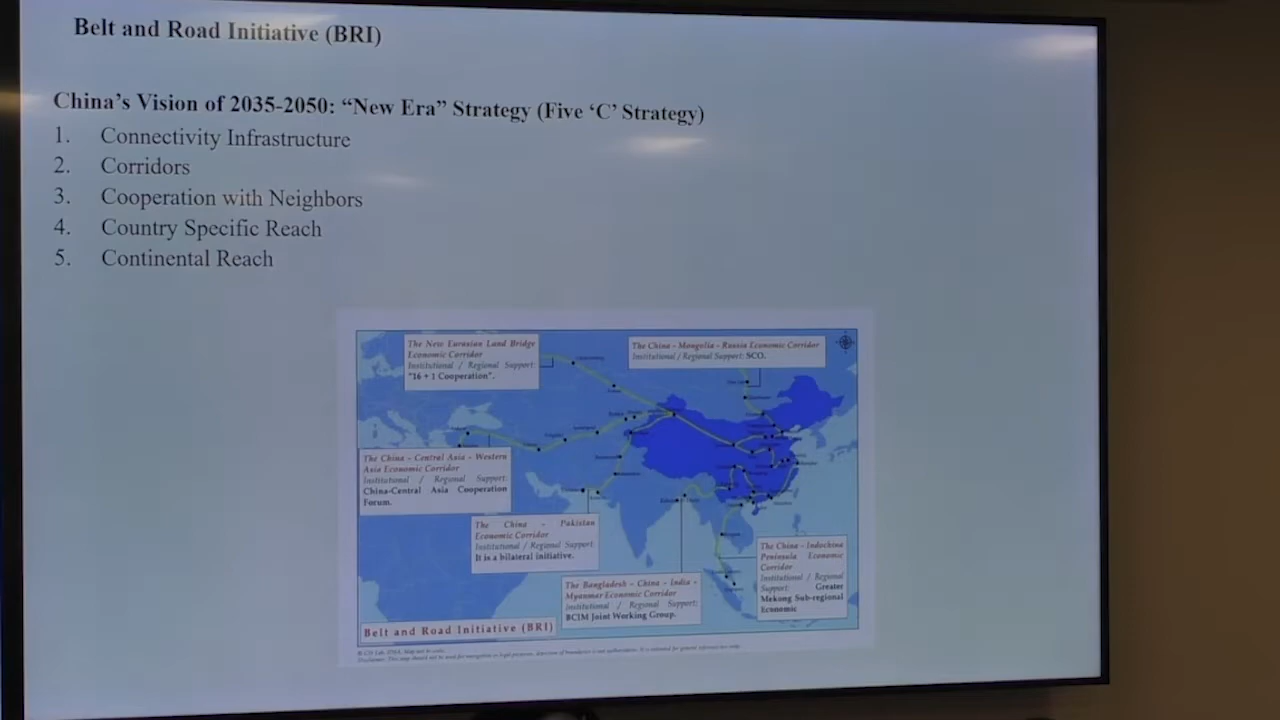 Belt and Road Initiative (BRI)
China's Vision of 2035-2050: “New Era” Strategy (Five ‘C’ Strategy)
1. Connectivity Infrastructure
2. Corridors
3. Cooperation with Neighbors
4. Country Specific Reach
5. Continental Reach
The New Eurasian Land Bridge
Economic Corridor
Institutional / Regional Support:
"16 + 1 Cooperation".
The China - Mongolia - Russia Economic Corridor
Institutional / Regional Support: SCO.
The China - Central Asia - Western
Asia Economic Corridor
Institutional / Regional Support:
China-Central Asia Cooperation
Forum.
The China - Pakistan
Economic Corridor
Institutional / Regional Support:
It is a bilateral initiative.
The Bangladesh - China - India -
Myanmar Economic Corridor
Institutional / Regional Support:
BCIM Joint Working Group.
The China - Indochina
Peninsula Economic
Corridor
Institutional / Regional
Support: Greater
Mekong Sub-regional
Economic
Belt and Road Initiative (BRI)